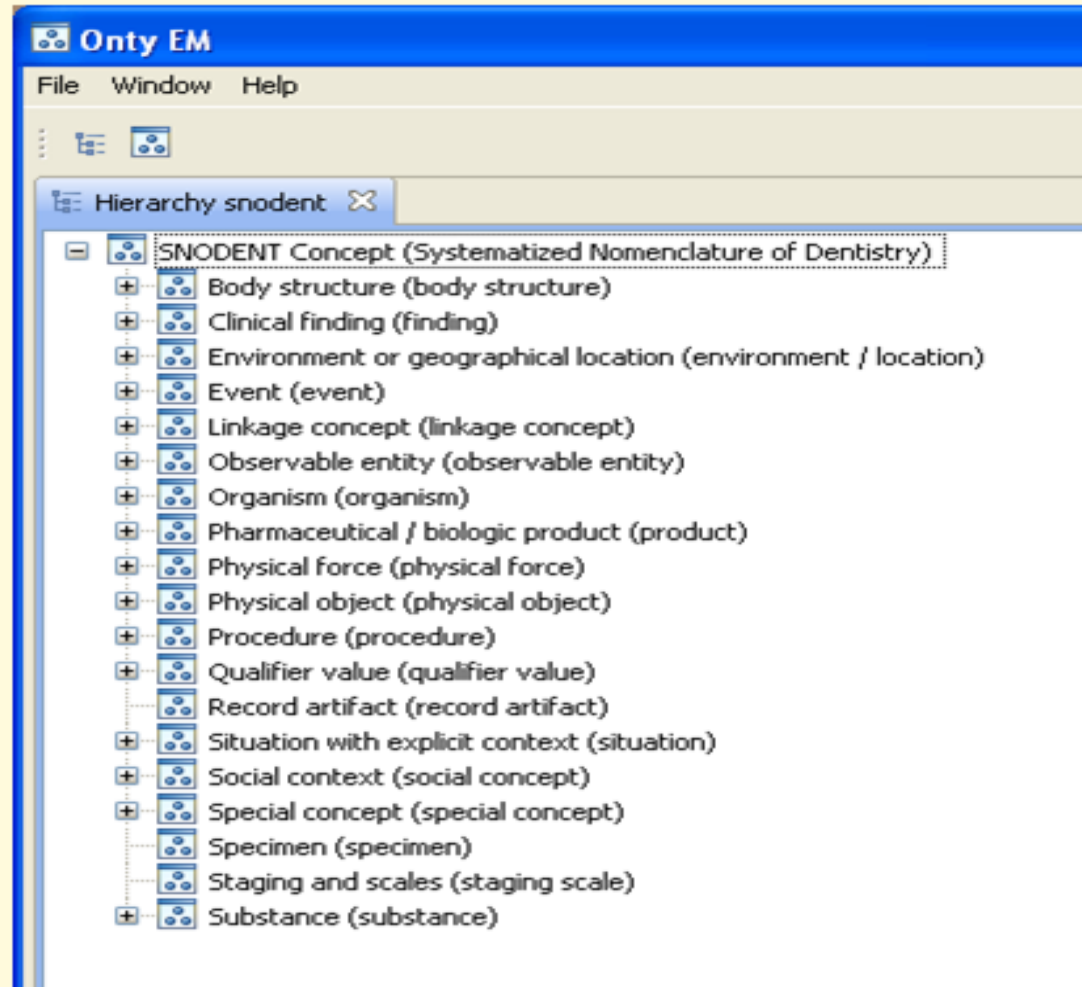 Onty EM
File Window Help
Hierarchy snodent
SNODENT Concept (Systematized Nomenclature of Dentistry)
Body structure (body structure)
Clinical finding (finding)
Environment or geographical location (environment / location)
Event (event)
Linkage concept (linkage concept)
Observable entity (observable entity)
Organism (organism)
Pharmaceutical / biologic product (product)
Physical force (physical force)
Physical object (physical object)
Procedure (procedure)
Qualifier value (qualifier value)
Record artifact (record artifact)
Situation with explicit context (situation)
Social context (social concept)
Special concept (special concept)
Specimen (specimen)
Staging and scales (staging scale)
Substance (substance)